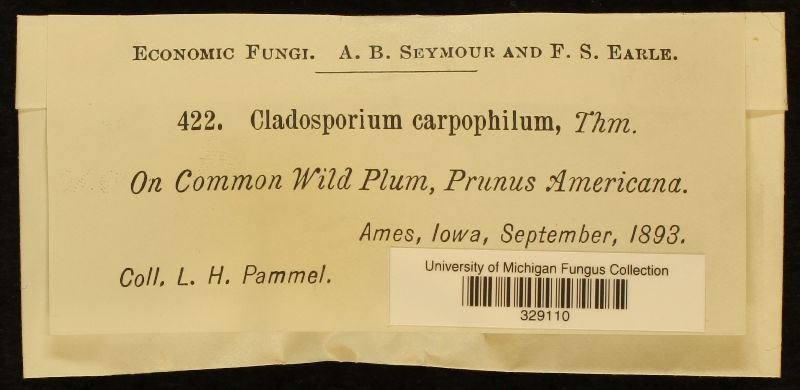 Economic Fungi. A. B. Seymour and F. S. Earle.
422. Cladosporium carpophilum, Thm.
On Common Wild Plum, Prunus Americana.
Ames, Iowa, September, 1893.
Coll. L. H. Pammel.
University of Michigan Fungus Collection
329110